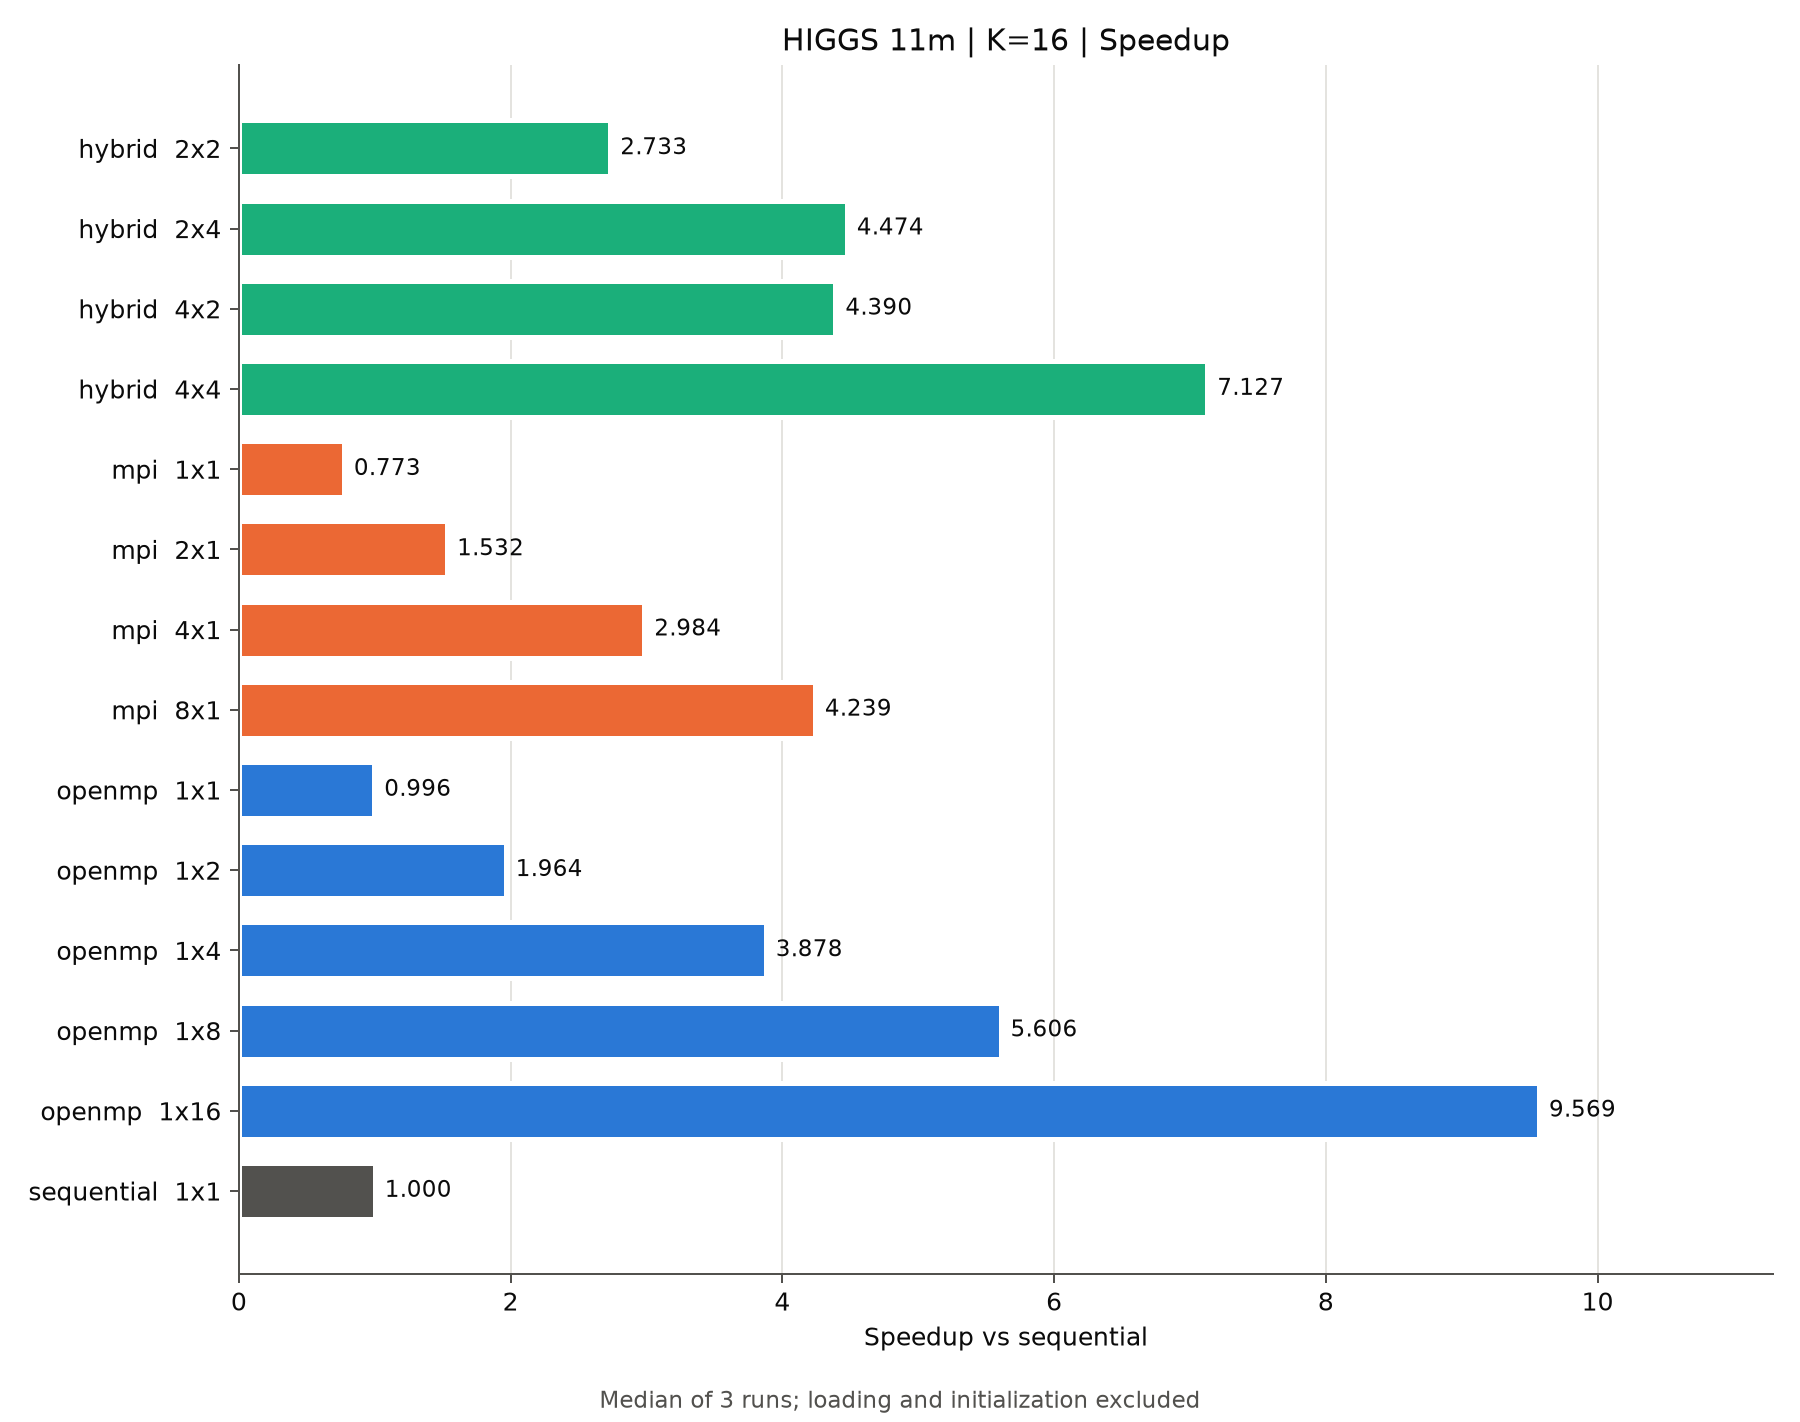 HIGGS 11m | K=16 | Speedup
hybrid 2x2 2.733
hybrid 2x4 4.474
hybrid 4x2 4.390
hybrid 4x4 7.127
mpi 1x1 0.773
mpi 2x1 1.532
mpi 4x1 2.984
mpi 8x1 4.239
openmp 1x1 0.996
openmp 1x2 1.964
openmp 1x4 3.878
openmp 1x8 5.606
openmp 1x16 9.569
sequential 1x1 1.000
0 2 4 6 8 10
Speedup vs sequential
Median of 3 runs; loading and initialization excluded